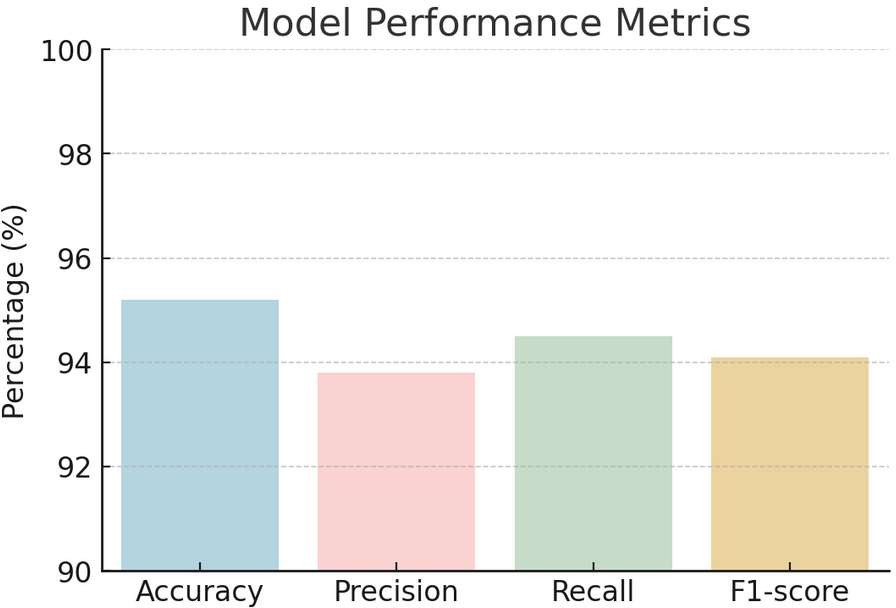 Model Performance Metrics
100
98
96
94
92
90
Percentage (%)
Accuracy Precision Recall F1-score